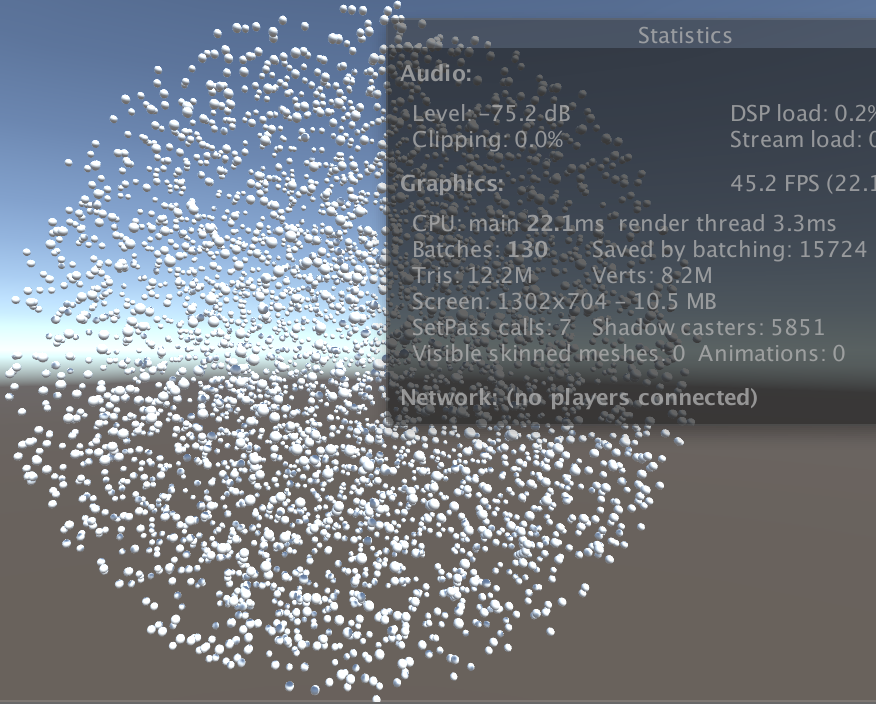 Statistics
Audio:
Level: -75.2 dB DSP load: 0.2%
Clipping: 0.0% Stream load: 0
Graphics: 45.2 FPS (22.1
CPU: main 22.1ms render thread 3.3ms
Batches: 130 Saved by batching: 15724
Tris: 12.2M Verts: 8.2M
Screen: 1302x704 - 10.5 MB
SetPass calls: 7 Shadow casters: 5851
Visible skinned meshes: 0 Animations: 0
Network: (no players connected)